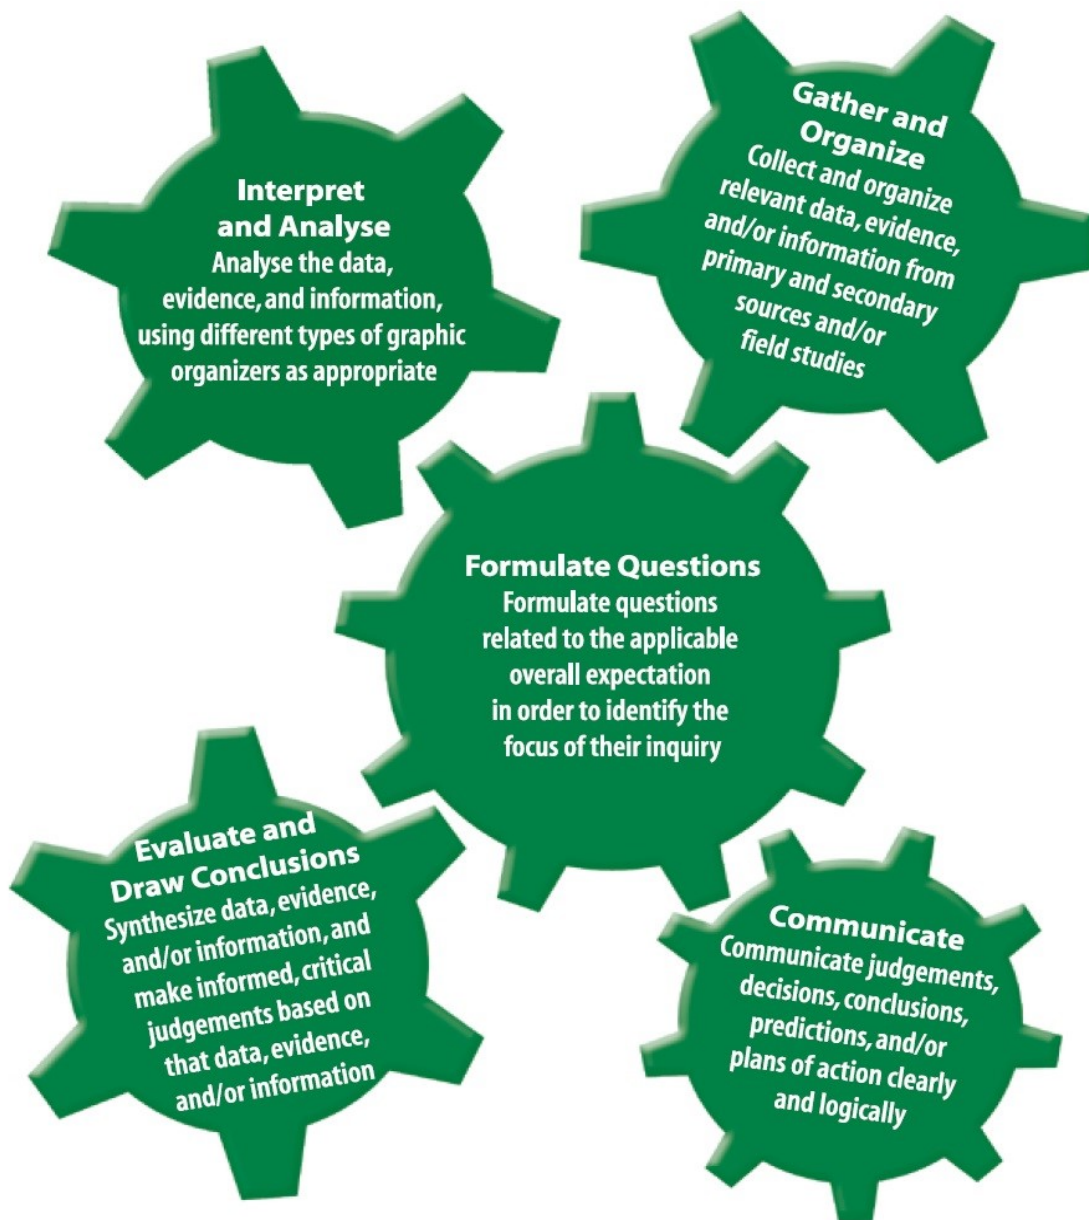 Interpret
and Analyse
Analyse the data,
evidence, and information,
using different types of graphic
organizers as appropriate
Gather and
Organize
Collect and organize
relevant data, evidence,
and/or information from
primary and secondary
sources and/or
field studies
Formulate Questions
Formulate questions
related to the applicable
overall expectation
in order to identify the
focus of their inquiry
Evaluate and
Draw Conclusions
Synthesize data, evidence,
and/or information, and
make informed, critical
judgements based on
that data, evidence,
and/or information
Communicate
Communicate judgements,
decisions, conclusions,
predictions, and/or
plans of action clearly
and logically